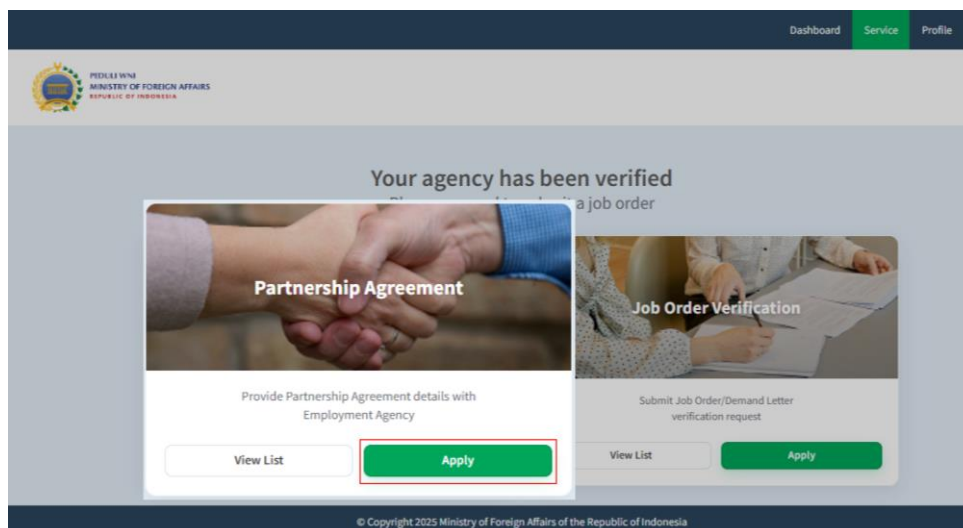 Dashboard Service Profile
PEDULI WNI
MINISTRY OF FOREIGN AFFAIRS
REPUBLIC OF INDONESIA
Your agency has been verified
a job order
Partnership Agreement
Provide Partnership Agreement details with
Employment Agency
View List Apply
Job Order Verification
Submit Job Order/Demand Letter
verification request
View List Apply
© Copyright 2025 Ministry of Foreign Affairs of the Republic of Indonesia